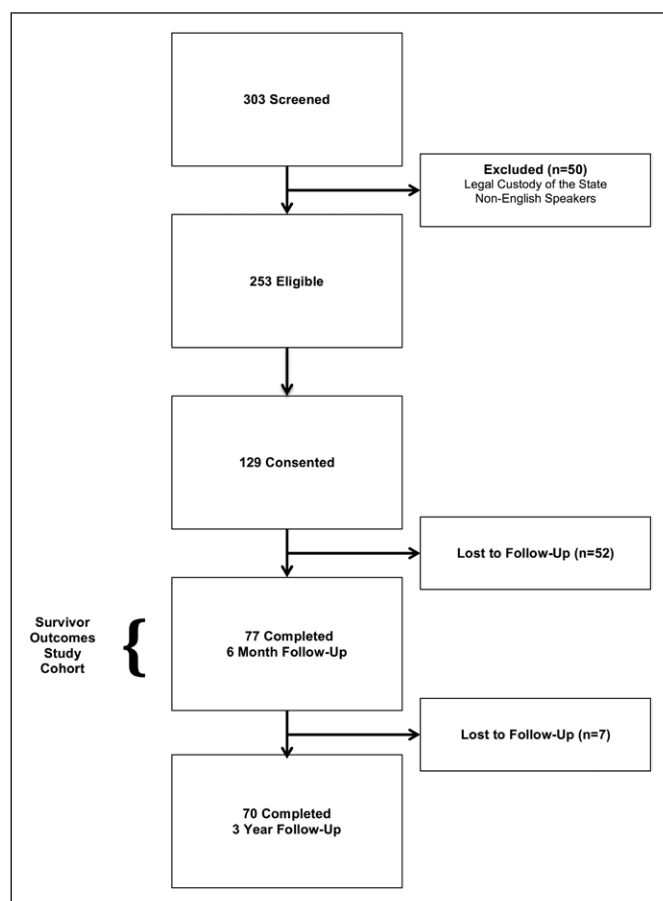 303 Screened
Excluded (n=50)
Legal Custody of the State
Non-English Speakers
253 Eligible
129 Consented
Lost to Follow-Up (n=52)
Survivor
Outcomes
Study
Cohort
{
77 Completed
6 Month Follow-Up
Lost to Follow-Up (n=7)
70 Completed
3 Year Follow-Up